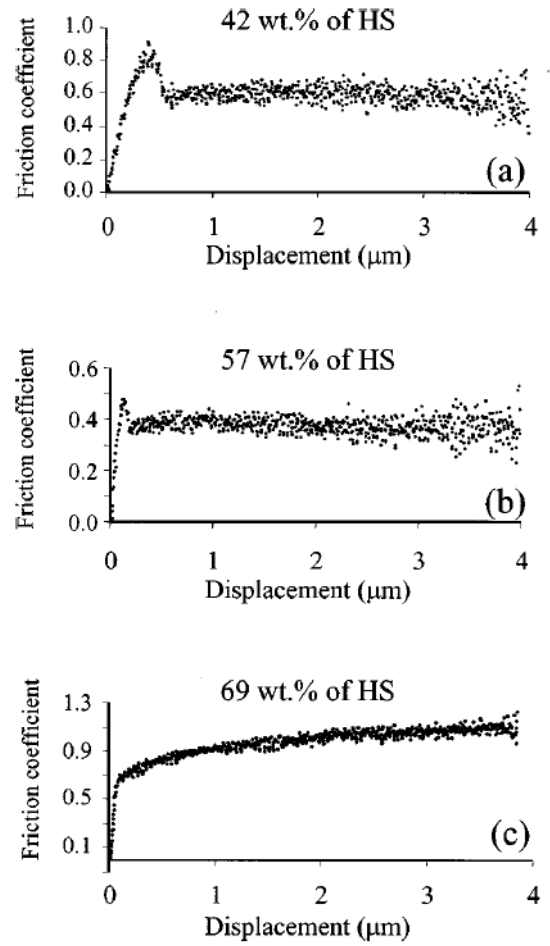 42 wt.% of HS
Friction coefficient
1.0
0.8
0.6
0.4
0.2
0.0
(a)
0 1 2 3 4
Displacement (μm)
57 wt.% of HS
Friction coefficient
0.6
0.4
0.2
0.0
(b)
0 1 2 3 4
Displacement (μm)
69 wt.% of HS
Friction coefficient
1.3
0.9
0.5
0.1
(c)
0 1 2 3 4
Displacement (μm)